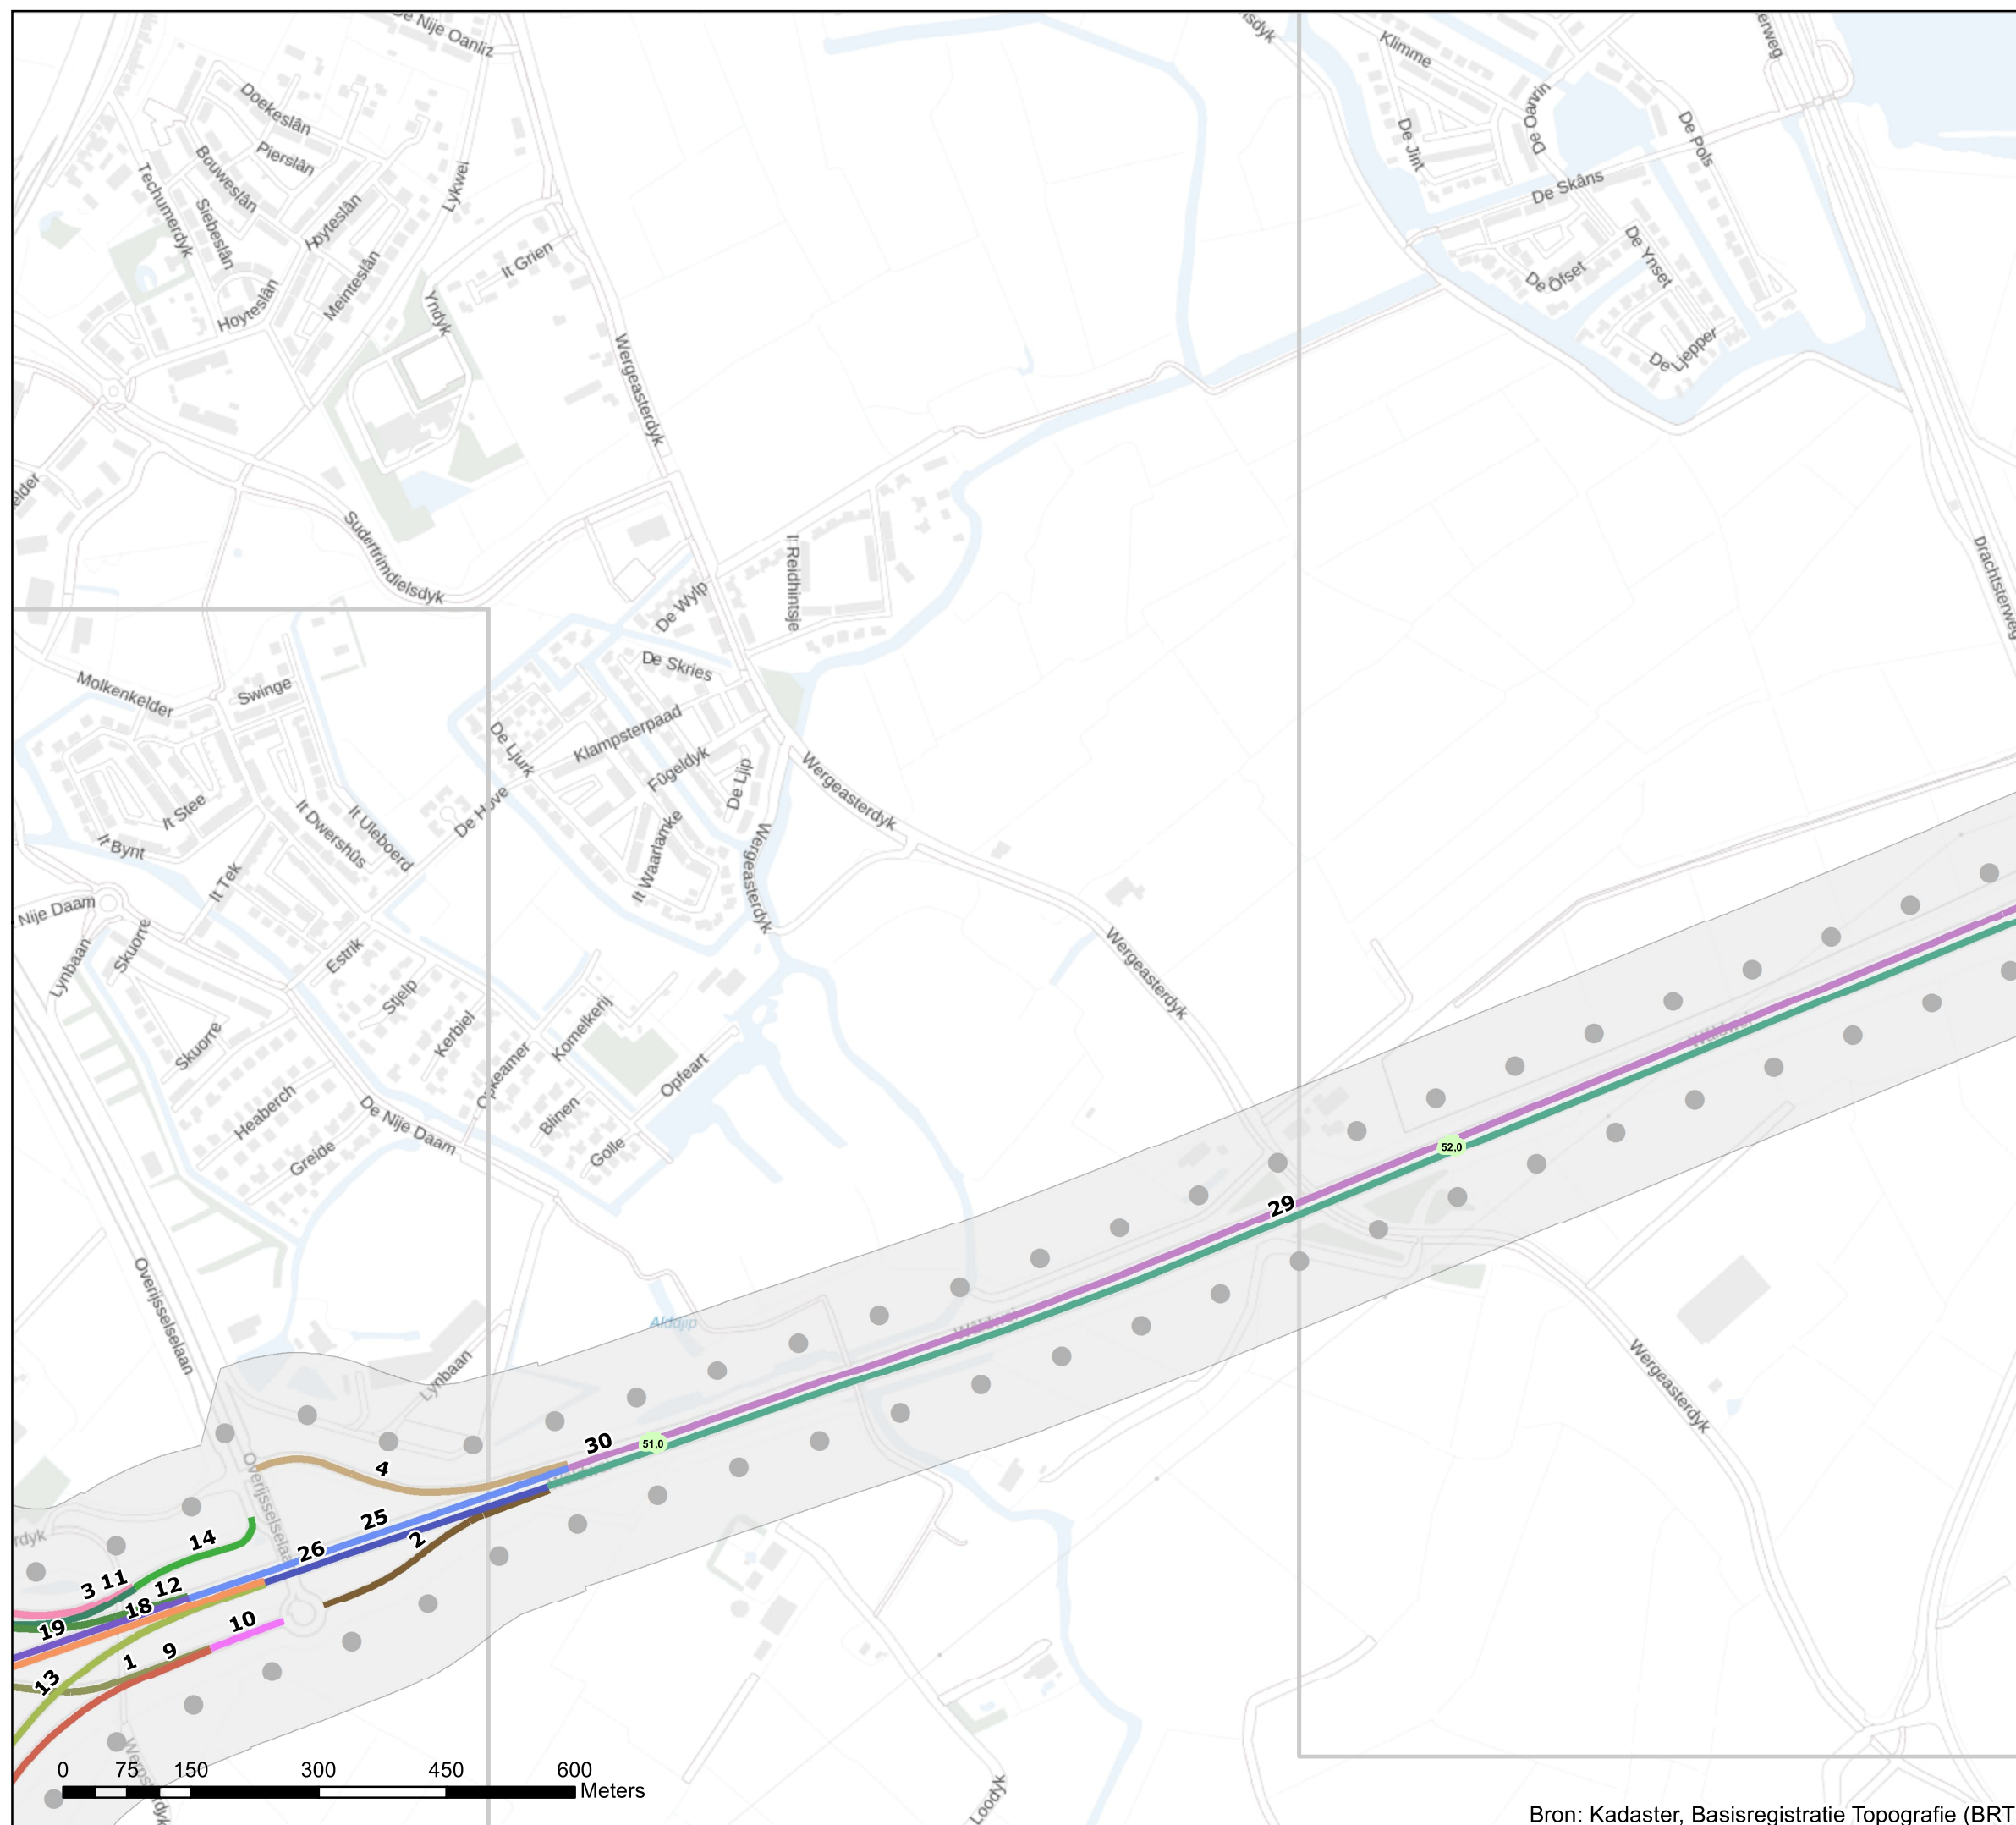 De Nije Oanliz
Doekeslân
Pierslân
Bouweslân
Techumerdyk
Siebeslân
Hoyteslân
Lykwei
Meinteslân
Hoyteslân
It Grien
Yndyk
Wergeasterdyk
Klimme
De Oanrin
De Jint
De Pols
De Skâns
De Ynset
De Ôfset
De Ljepper
Drachtsterweg
Sudertrimdielsdyk
It Reidhintsje
De Wylp
De Skries
Molkenkelder
Swinge
De Ljurk
Klampsterpaad
Fûgeldyk
De Ljip
Wergeasterdyk
It Stee
It Dwershûs
It Uleboerd
De Hove
It Waarlamke
Wergeasterdyk
It Bynt
It Tek
Nije Daam
Skuorre
Lynbaan
Estrik
Stjelp
Wergeasterdyk
Skuorre
Kerbiel
Komelkerij
Opkeamer
Opfeart
Heaberch
De Nije Daam
Blinen
Golle
Greide
Wâldwei
52,0
29
Overijsselselaan
Alddjip
Wâldwei
Lynbaan
Wergeasterdyk
30
51,0
4
Overijsselselaan
25
14
26
2
3
11
12
18
19
10
9
1
13
0 75 150 300 450 600
Meters
Loodyk
Bron: Kadaster, Basisregistratie Topografie (BRT